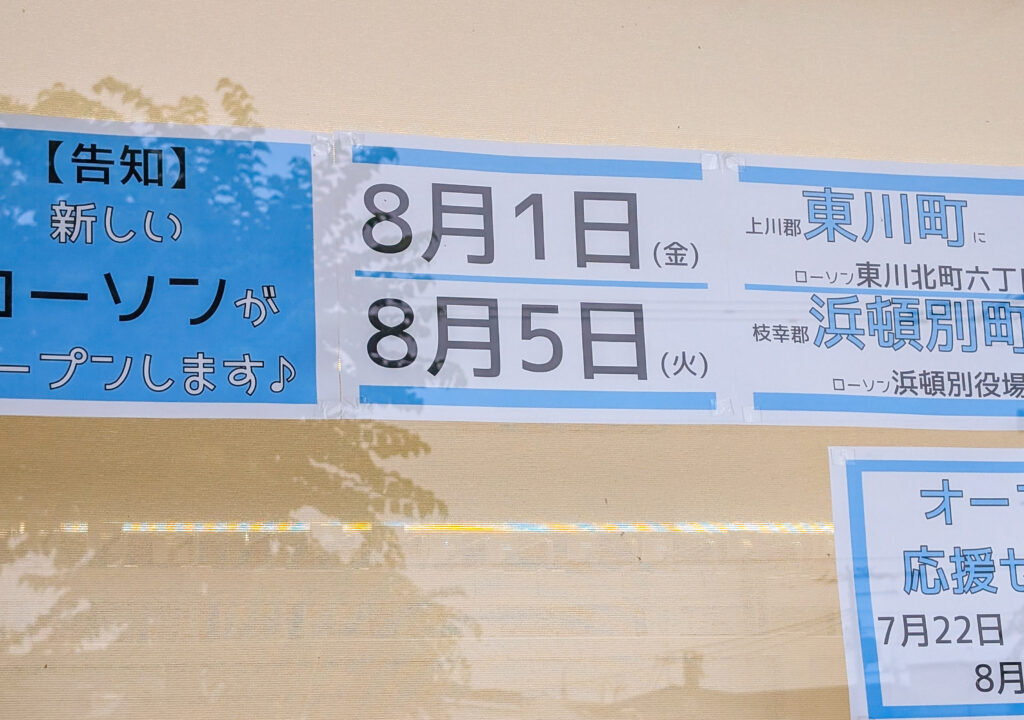 【告知】
新しい
ローソンが
ープンします♪
8月1日(金)
8月5日(火)
上川郡東川町に
ローソン東川北町六丁目
枝幸郡浜頓別町
ローソン浜頓別役場
オー
応援セ
7月22日
8月